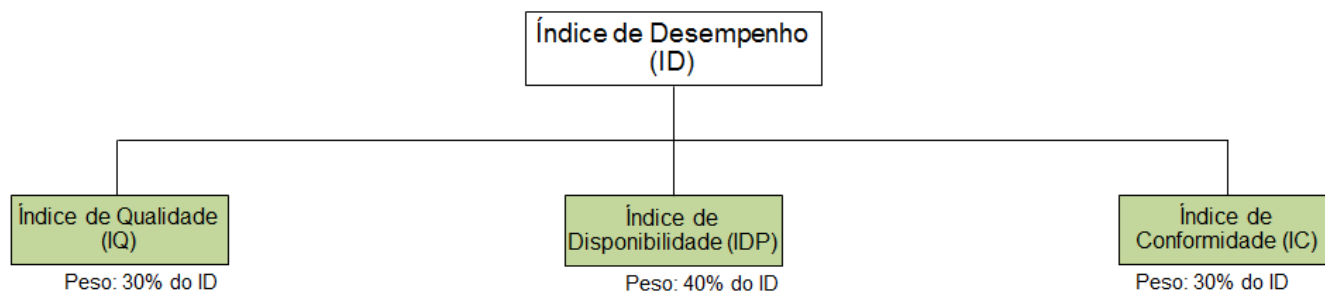 Índice de Desempenho
(ID)
Índice de Qualidade
(IQ)
Peso: 30% do ID
Índice de
Disponibilidade (IDP)
Peso: 40% do ID
Índice de
Conformidade (IC)
Peso: 30% do ID